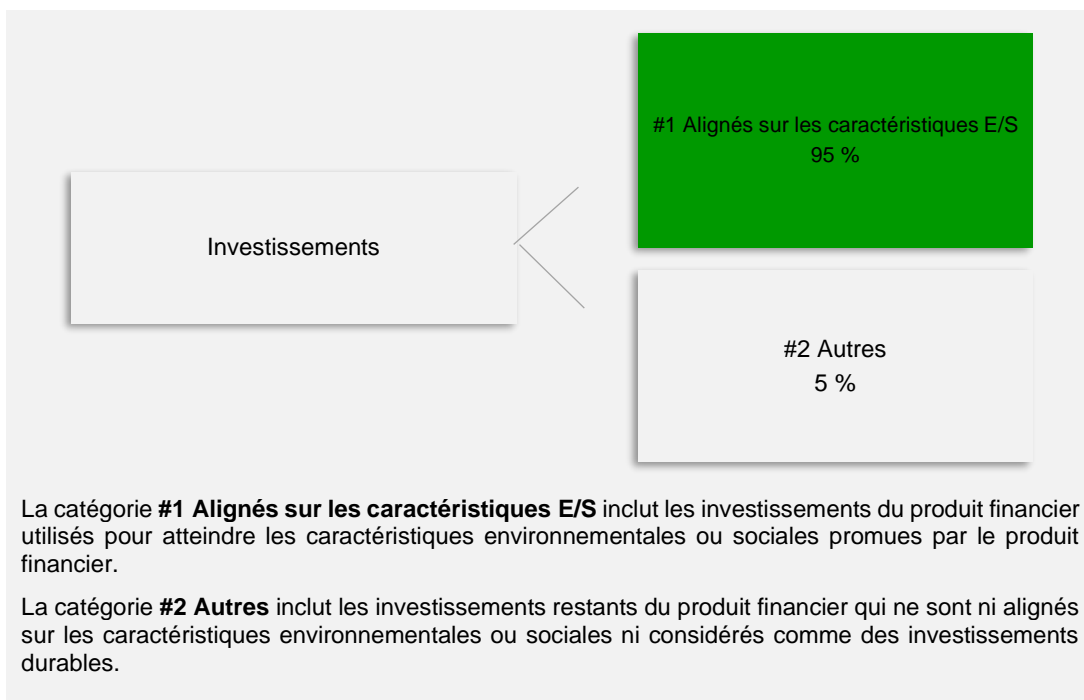 #1 Alignés sur les caractéristiques E/S
95 %
Investissements
#2 Autres
5 %
La catégorie #1 Alignés sur les caractéristiques E/S inclut les investissements du produit financier
utilisés pour atteindre les caractéristiques environnementales ou sociales promues par le produit
financier.
La catégorie #2 Autres inclut les investissements restants du produit financier qui ne sont ni alignés
sur les caractéristiques environnementales ou sociales ni considérés comme des investissements
durables.